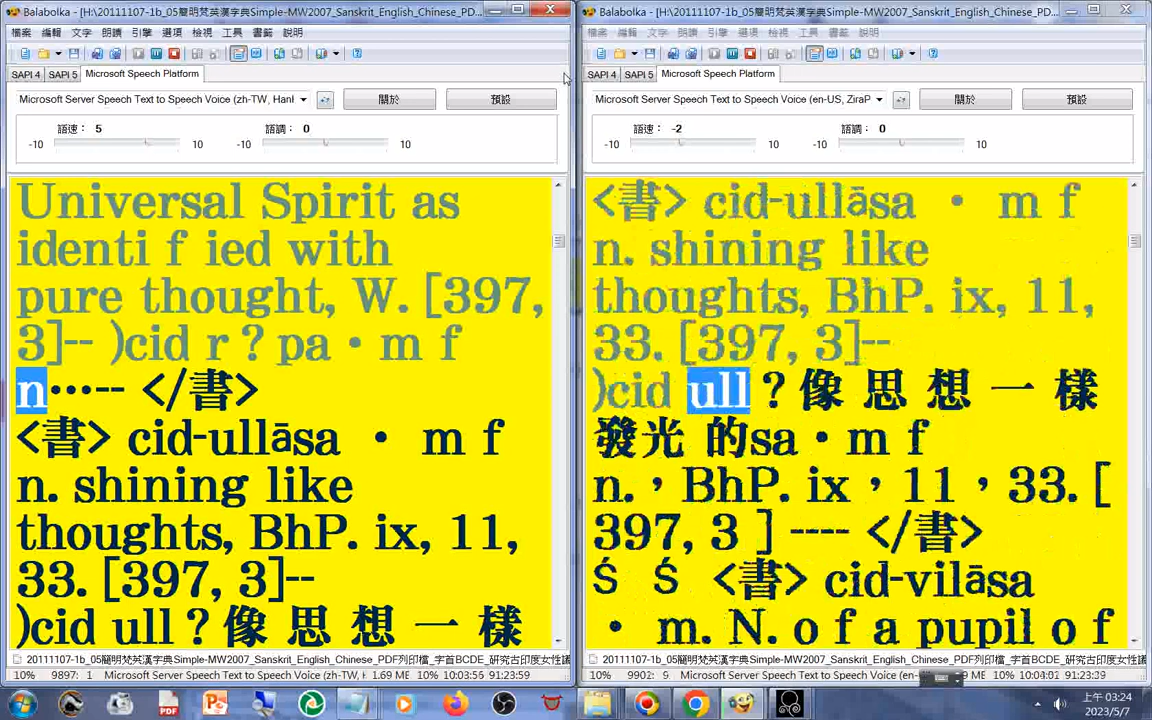 Balabolka - [H:\20111107-1b_05簡明梵英漢字典Simple-MW2007_Sanskrit_English_Chinese_PD...
檔案 編輯 文字 朗讀 引擎 選項 檢視 工具 書籤 說明
SAPI 4 SAPI 5 Microsoft Speech Platform
Microsoft Server Speech Text to Speech Voice (zh-TW, Hanl
關於 預設
語速： 5 語調： 0
-10 10 -10 10
Universal Spirit as
identi f ied with
pure thought, W. [397,
3]-- )cid r ? pa • m f
n…-- </書>
<書> cid-ullāsa • m f
n. shining like
thoughts, BhP. ix, 11,
33. [397, 3]--
)cid ull ? 像 思 想 一 樣
20111107-1b_05簡明梵英漢字典Simple-MW2007_Sanskrit_English_Chinese_PDF列印檔_字首BCDE_研究古印度女性議
10% 9897: 1 Microsoft Server Speech Text to Speech Voice (zh-TW, H 1.69 MB 10% 10:03:55 91:23:59
Balabolka - [H:\20111107-1b_05簡明梵英漢字典Simple-MW2007_Sanskrit_English_Chinese_PD...
檔案 編輯 文字 朗讀 引擎 選項 檢視 工具 書籤 說明
SAPI 4 SAPI 5 Microsoft Speech Platform
Microsoft Server Speech Text to Speech Voice (en-US, ZiraP
關於 預設
語速： -2 語調： 0
-10 10 -10 10
<書> cid-ullāsa • m f
n. shining like
thoughts, BhP. ix, 11,
33. [397, 3]--
)cid ull ? 像 思 想 一 樣
發光 的sa • m f
n. , BhP. ix , 11 , 33. [
397, 3 ] ---- </書>
Ś Ś <書> cid-vilāsa
• m. N. o f a pupil o f
20111107-1b_05簡明梵英漢字典Simple-MW2007_Sanskrit_English_Chinese_PDF列印檔_字首BCDE_研究古印度女性議
10% 9902: 9 Microsoft Server Speech Text to Speech Voice 10% 10:04:02 91:23:39
PDF
上午 03:24
2023/5/7